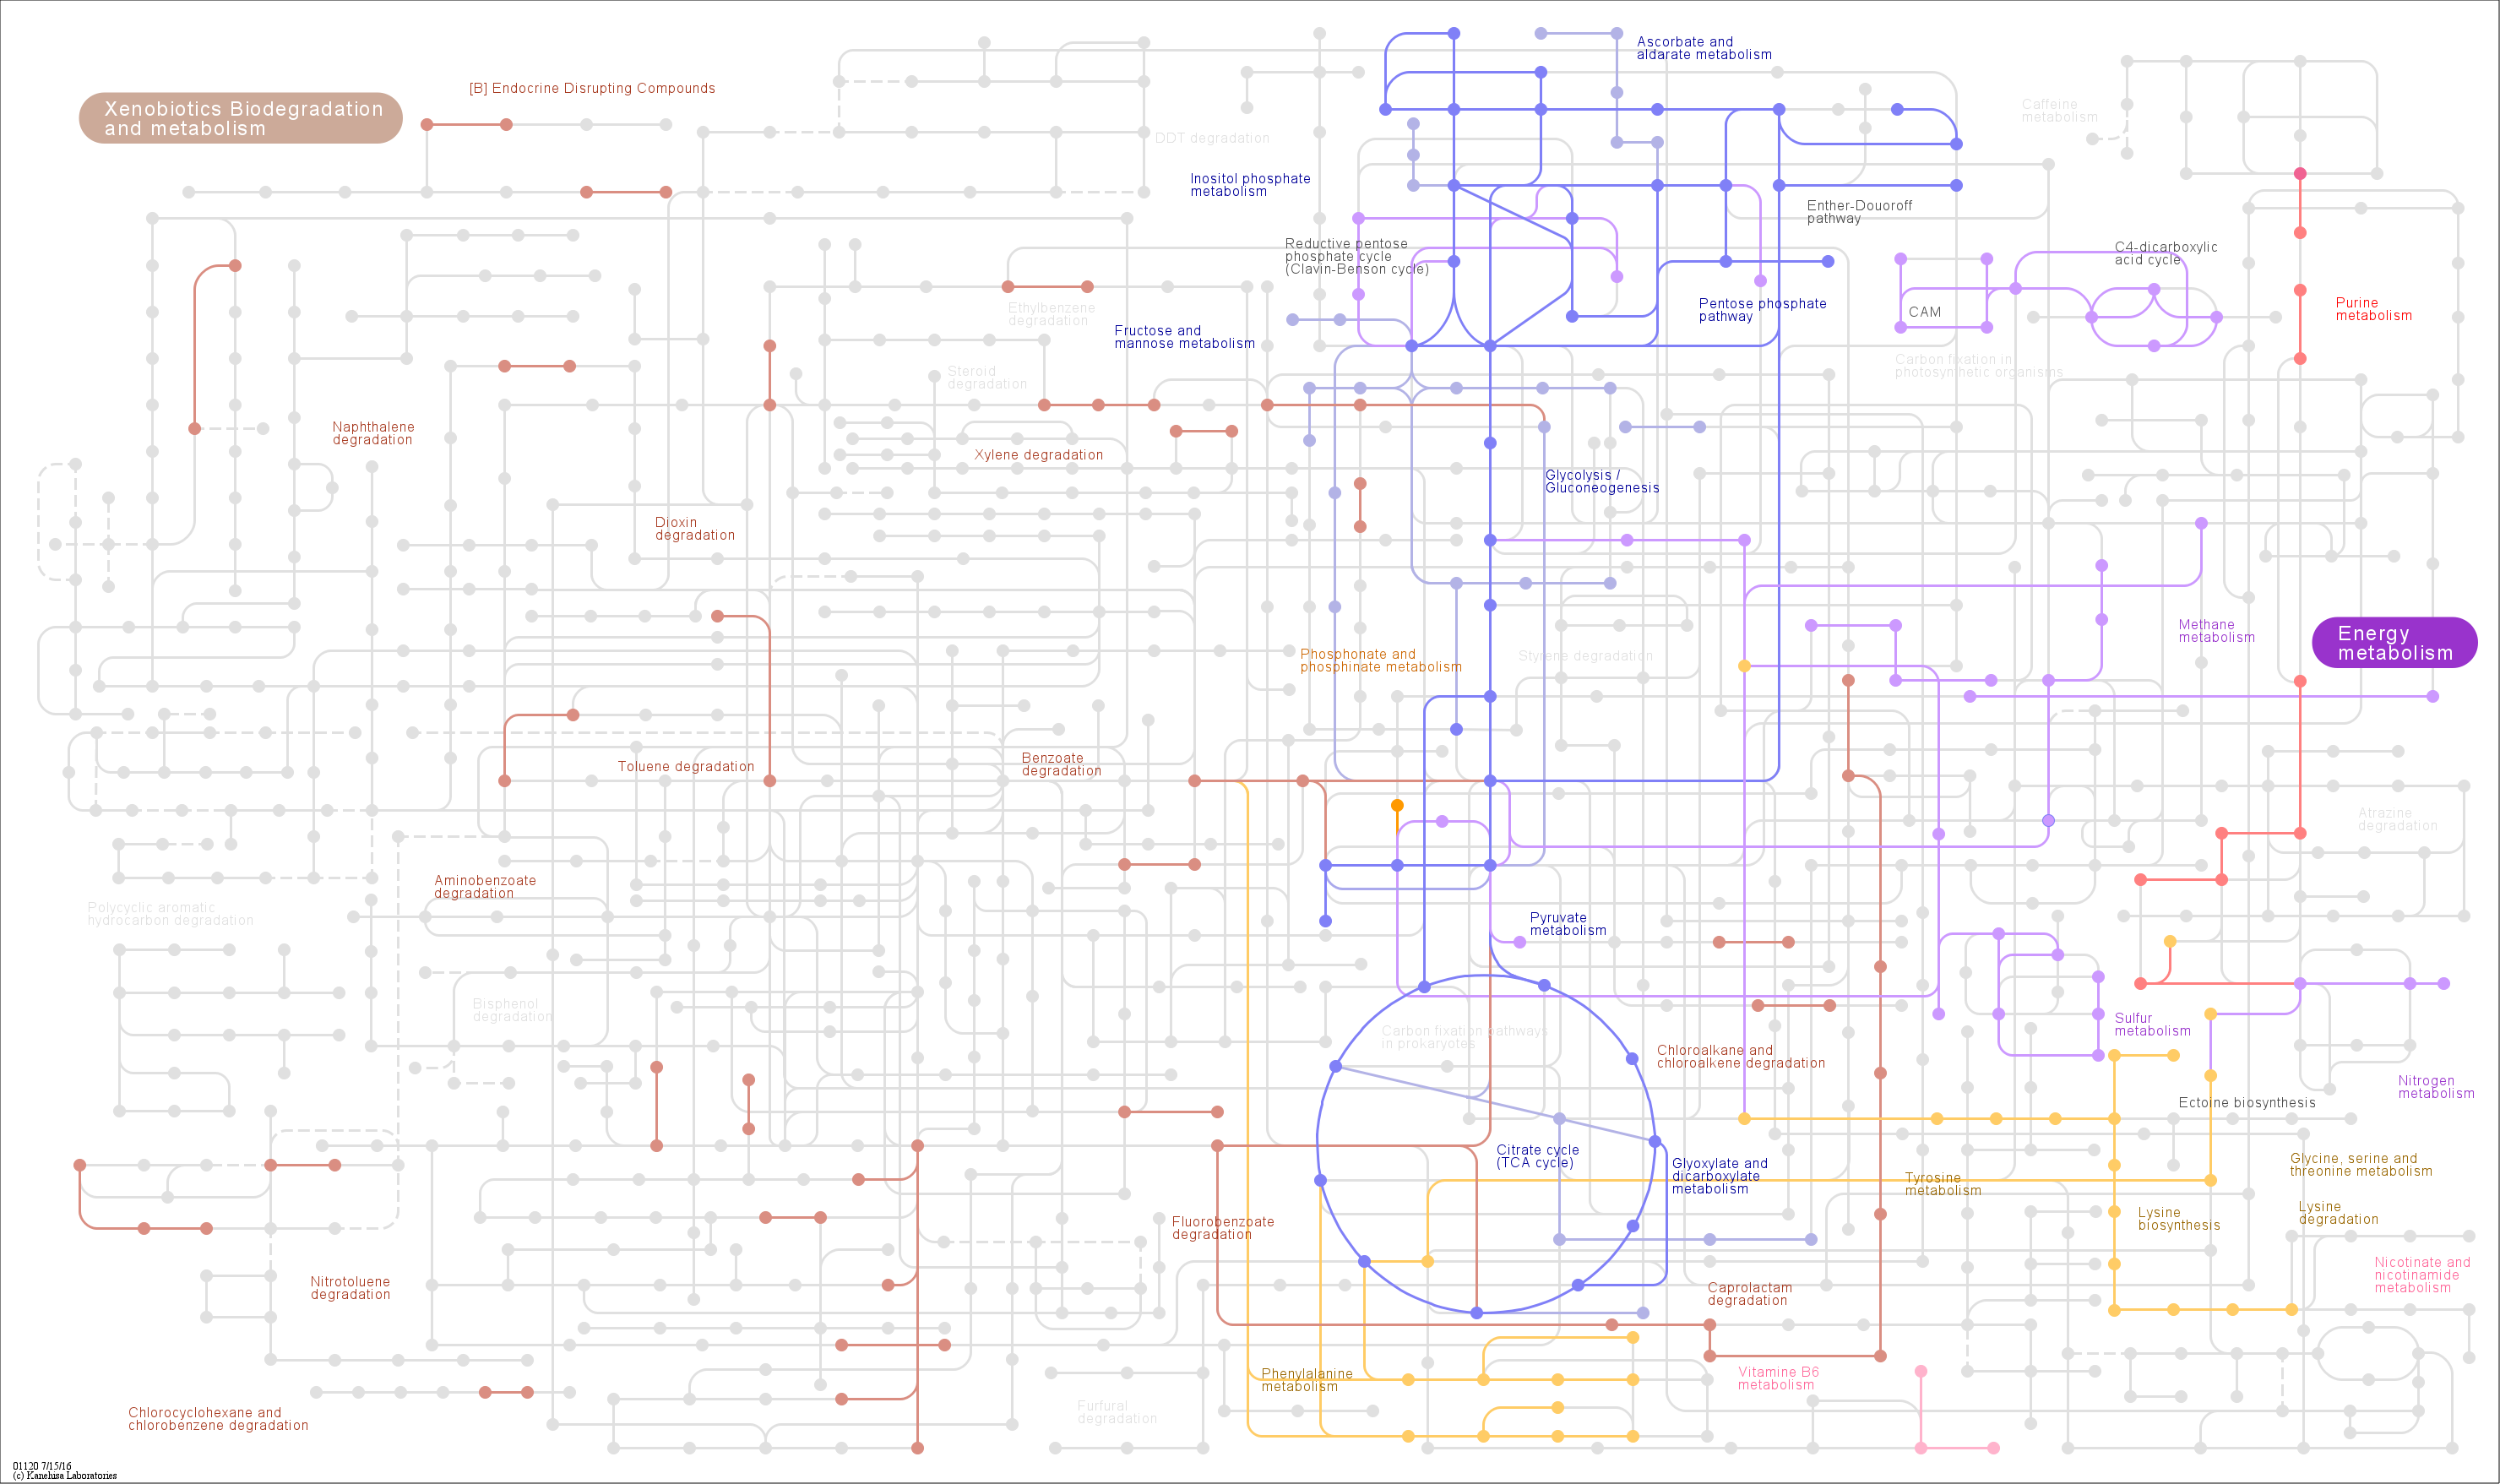 Ascorbate and
aldarate metabolism
[B] Endocrine Disrupting Compounds
Xenobiotics Biodegradation
and metabolism
Caffeine
metabolism
DDT degradation
Inositol phosphate
metabolism
Enther-Douoroff
pathway
Reductive pentose
phosphate cycle
(Clavin-Benson cycle)
C4-dicarboxylic
acid cycle
Ethylbenzene
degradation
Pentose phosphate
pathway
CAM
Purine
metabolism
Fructose and
mannose metabolism
Carbon fixation in
photosynthetic organisms
Steroid
degradation
Naphthalene
degradation
Xylene degradation
Glycolysis /
Gluconeogenesis
Dioxin
degradation
Methane
metabolism
Energy
metabolism
Phosphonate and
phosphinate metabolism
Styrene degradation
Toluene degradation
Benzoate
degradation
Atrazine
degradation
Aminobenzoate
degradation
Polycyclic aromatic
hydrocarbon degradation
Pyruvate
metabolism
Bisphenol
degradation
Carbon fixation pathways
in prokaryotes
Sulfur
metabolism
Chloroalkane and
chloroalkene degradation
Nitrogen
metabolism
Ectoine biosynthesis
Citrate cycle
(TCA cycle)
Glyoxylate and
dicarboxylate
metabolism
Tyrosine
metabolism
Glycine, serine and
threonine metabolism
Lysine
biosynthesis
Lysine
degradation
Fluorobenzoate
degradation
Nitrotoluene
degradation
Caprolactam
degradation
Nicotinate and
nicotinamide
metabolism
Phenylalanine
metabolism
Vitamine B6
metabolism
Furfural
degradation
Chlorocyclohexane and
chlorobenzene degradation
01120 7/15/16
(c) Kanehisa Laboratories